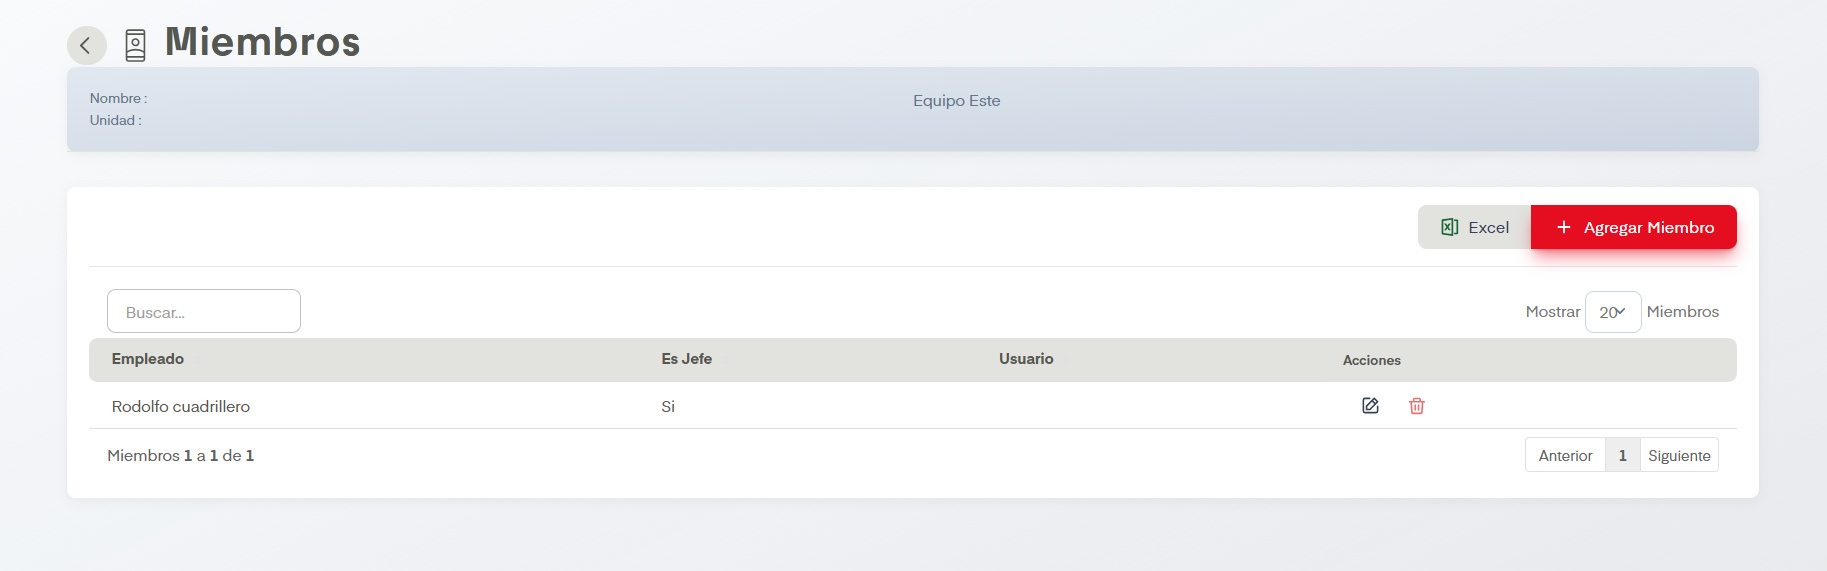 Miembros
Nombre :
Equipo Este
Unidad :
Excel
Agregar Miembro
Buscar...
Mostrar 20 Miembros
Empleado Es Jefe Usuario Acciones
Rodolfo cuadrillero Si
Miembros 1 a 1 de 1
Anterior 1 Siguiente